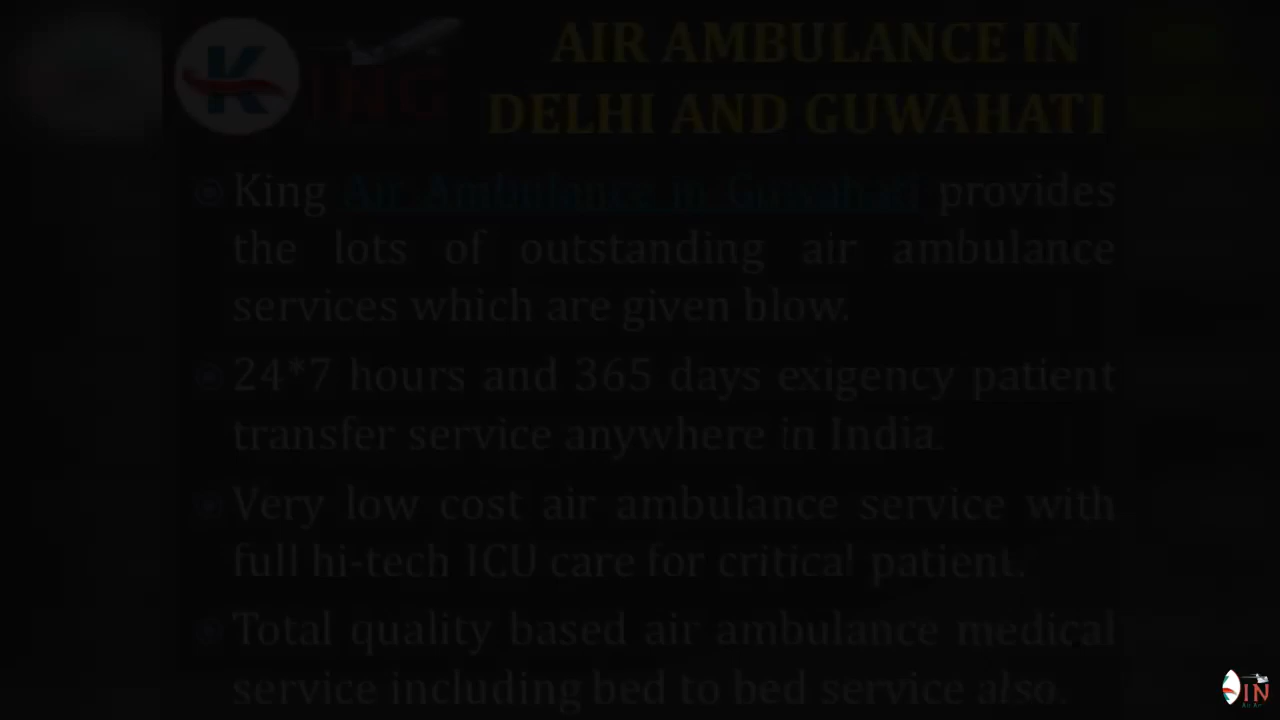 KING
AIR AMBULANCE IN
DELHI AND GUWAHATI
King Air Ambulance in Guwahati provides
the lots of outstanding air ambulance
services which are given blow.
24*7 hours and 365 days exigency patient
transfer service anywhere in India.
Very low cost air ambulance service with
full hi-tech ICU care for critical patient.
Total quality based air ambulance medical
service including bed to bed service also.
IN